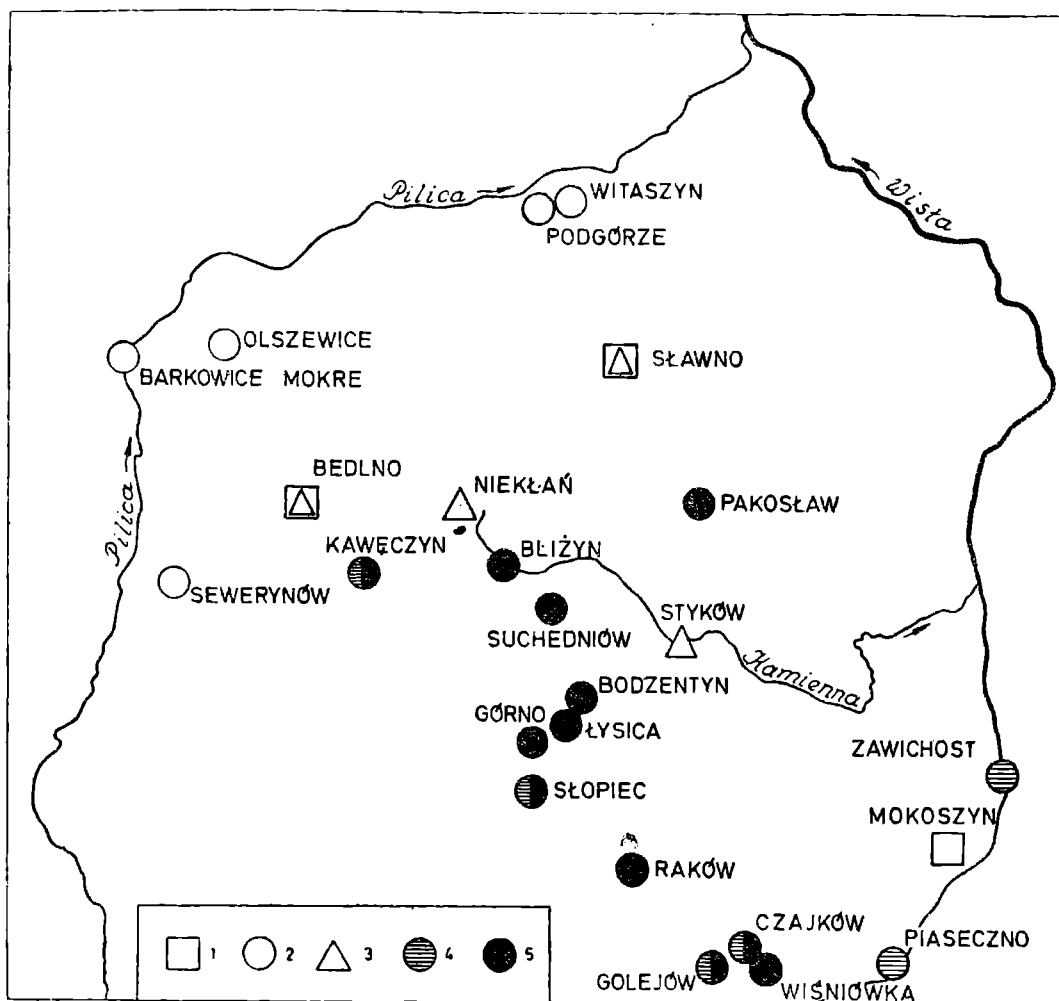 Pilica
WITASZYN
PODGÓRZE
Wisła
OLSZEWICE
BARKOWICE MOKRE
SŁAWNO
BEDLNO
NIEKŁAŃ
PAKOSŁAW
Pilica
KAWĘCZYN
BLIŻYN
SEWERYNÓW
STYKÓW
SUCHEDNIÓW
Kamienna
BODZENTYN
GÓRNO
ŁYSICA
ZAWICHOST
SŁOPIEC
MOKOSZYN
RAKÓW
CZAJKÓW
PIASECZNO
GOLEJÓW
WIŚNIÓWKA
1 2 3 4 5